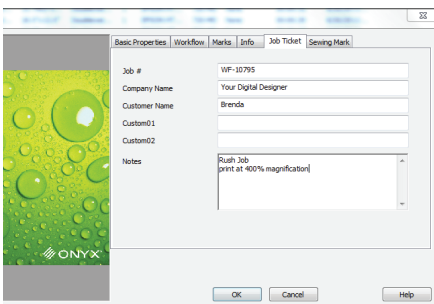 Basic Properties Workflow Marks Info Job Ticket Sewing Mark
Job # WF-10795
Company Name Your Digital Designer
Customer Name Brenda
Custom01
Custom02
Notes Rush Job
print at 400% magnification
ONYX
OK Cancel Help